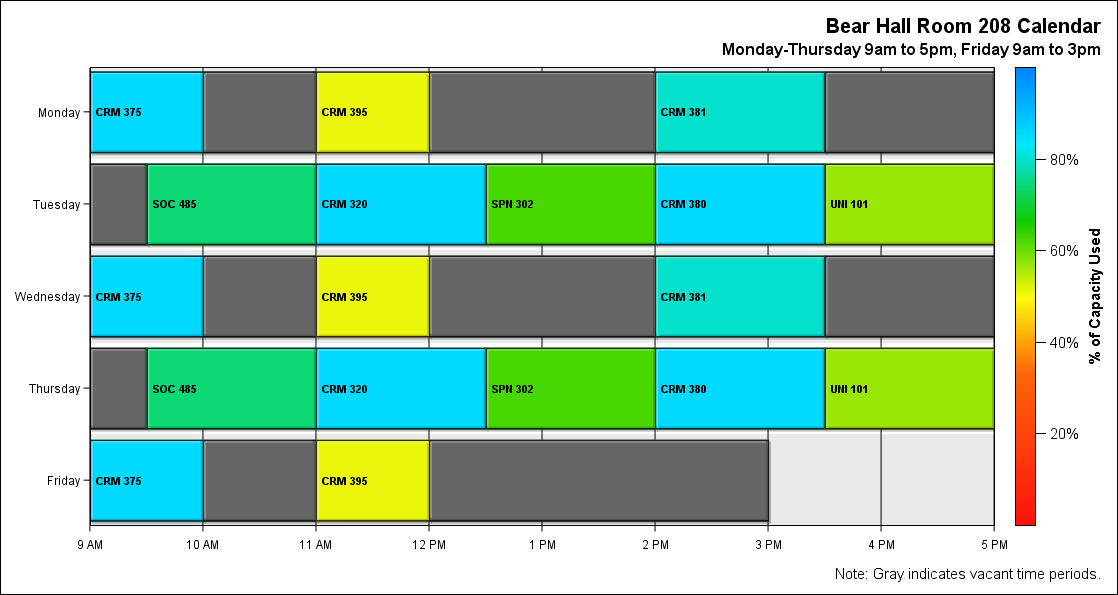 Bear Hall Room 208 Calendar
Monday-Thursday 9am to 5pm, Friday 9am to 3pm
Monday
CRM 375
CRM 395
CRM 381
Tuesday
SOC 485
CRM 320
SPN 302
CRM 380
UNI 101
Wednesday
CRM 375
CRM 395
CRM 381
Thursday
SOC 485
CRM 320
SPN 302
CRM 380
UNI 101
Friday
CRM 375
CRM 395
9 AM
10 AM
11 AM
12 PM
1 PM
2 PM
3 PM
4 PM
5 PM
80%
60%
40%
20%
% of Capacity Used
Note: Gray indicates vacant time periods.